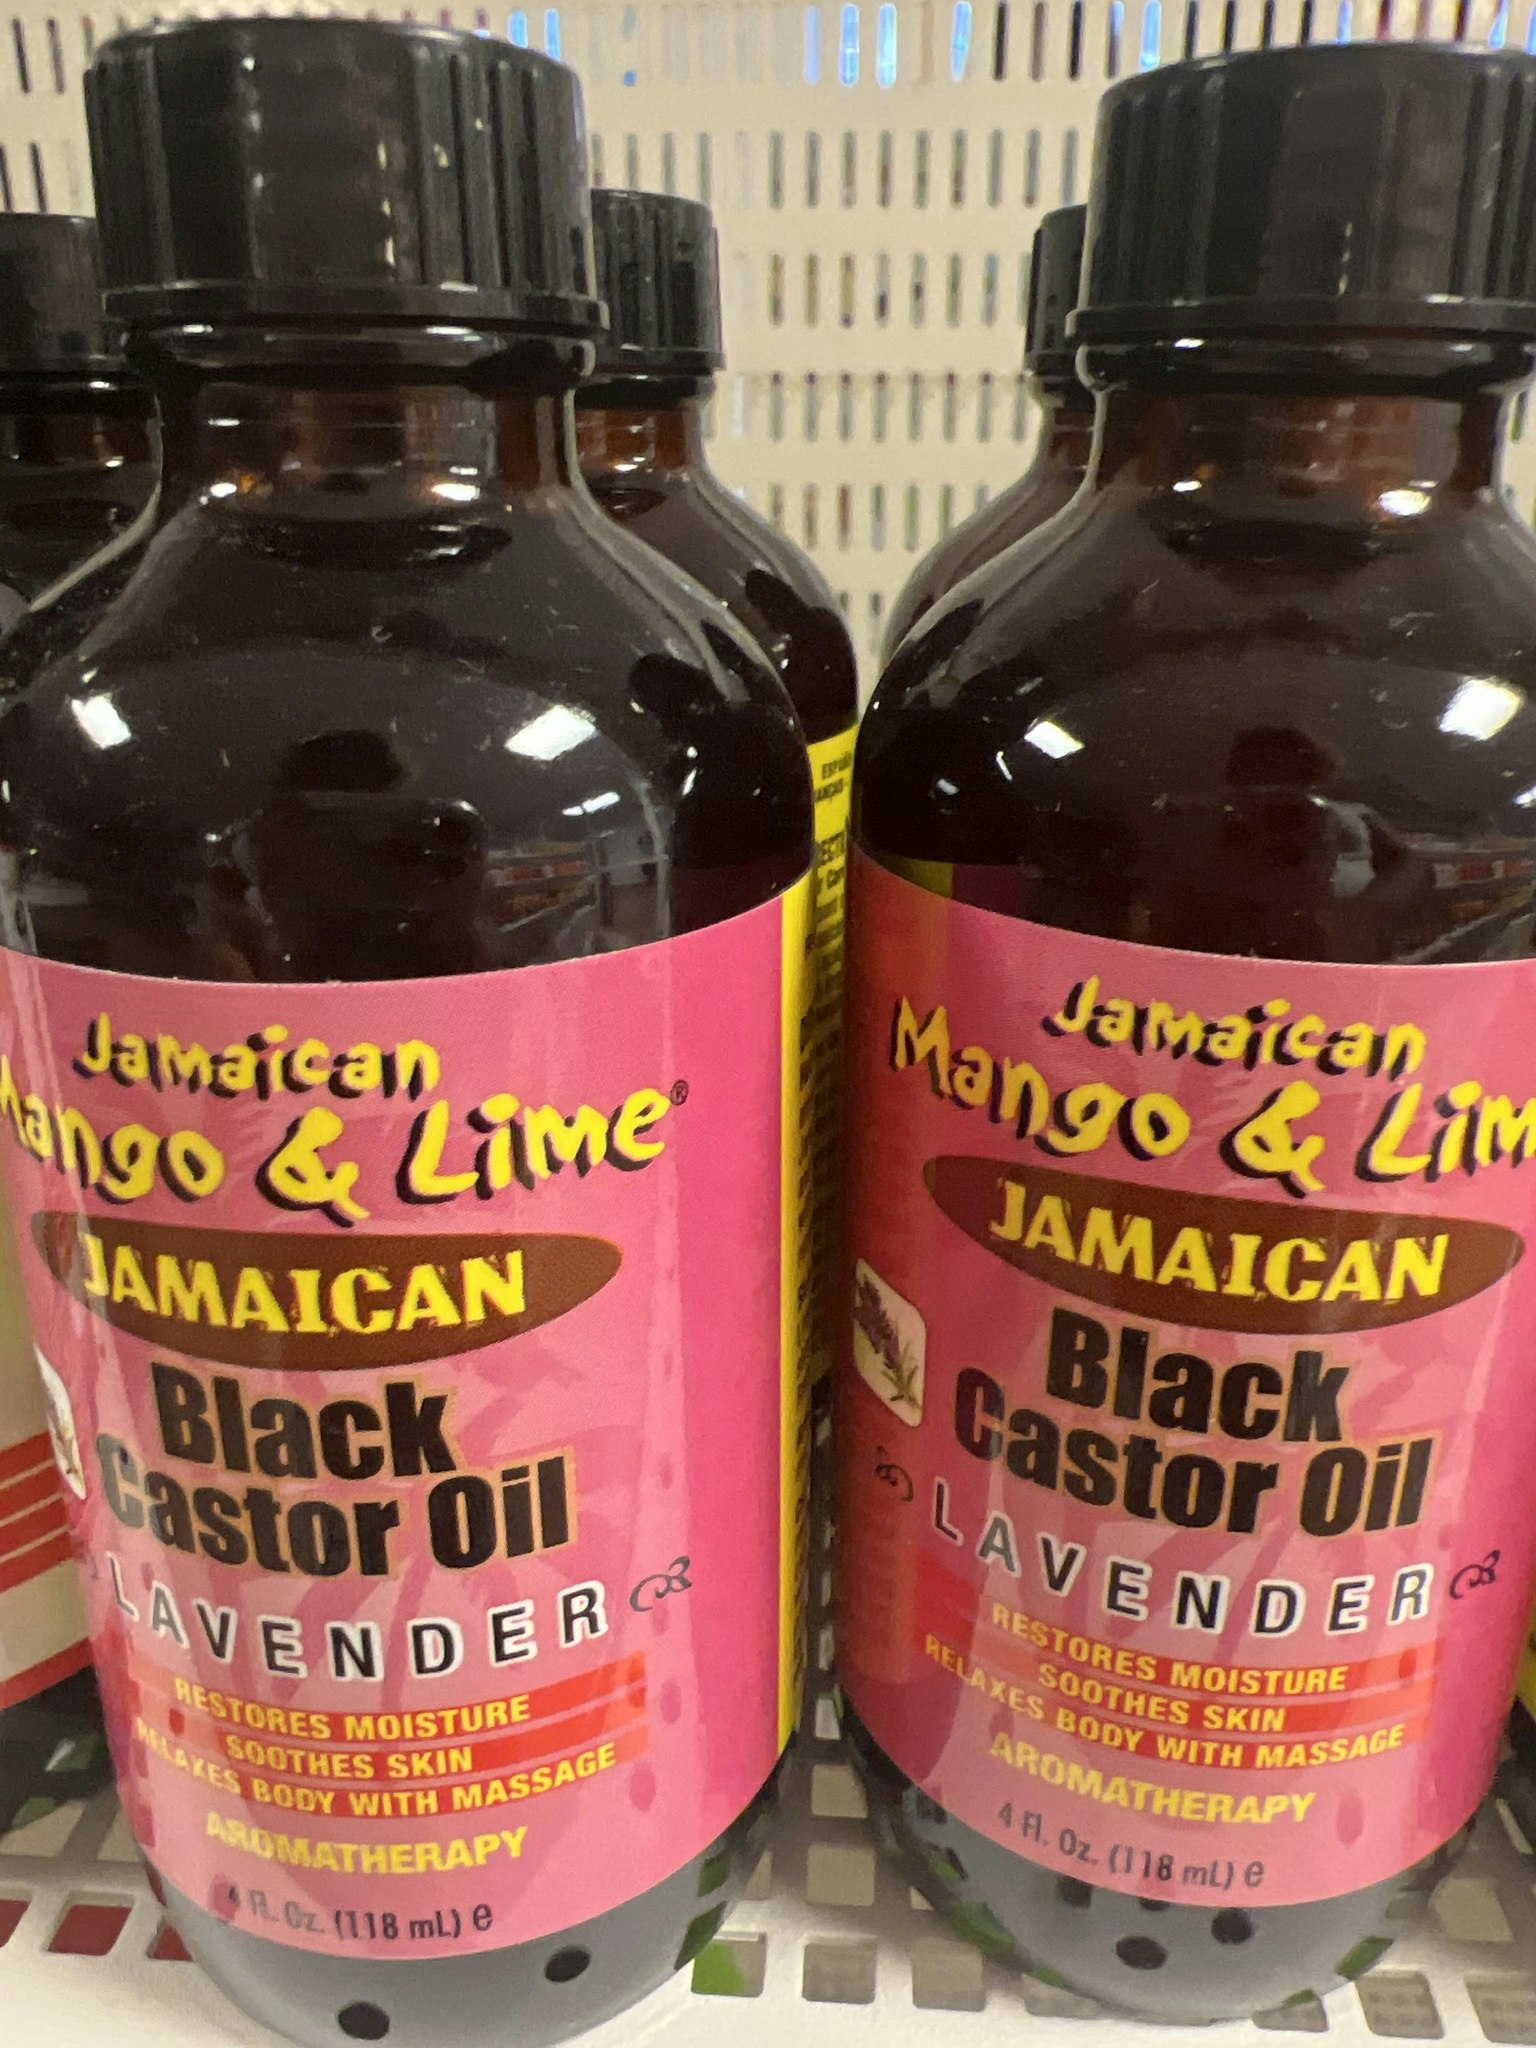 Jamaican
Mango & Lime®
JAMAICAN
Black
Castor Oil
LAVENDER
RESTORES MOISTURE
SOOTHES SKIN
RELAXES BODY WITH MASSAGE
AROMATHERAPY
4 Fl. Oz. (118 mL) e
Jamaican
Mango & Lim
JAMAICAN
Black
Castor Oil
LAVENDER
RESTORES MOISTURE
SOOTHES SKIN
RELAXES BODY WITH MASSAGE
AROMATHERAPY
4 Fl. Oz. (118 mL) e